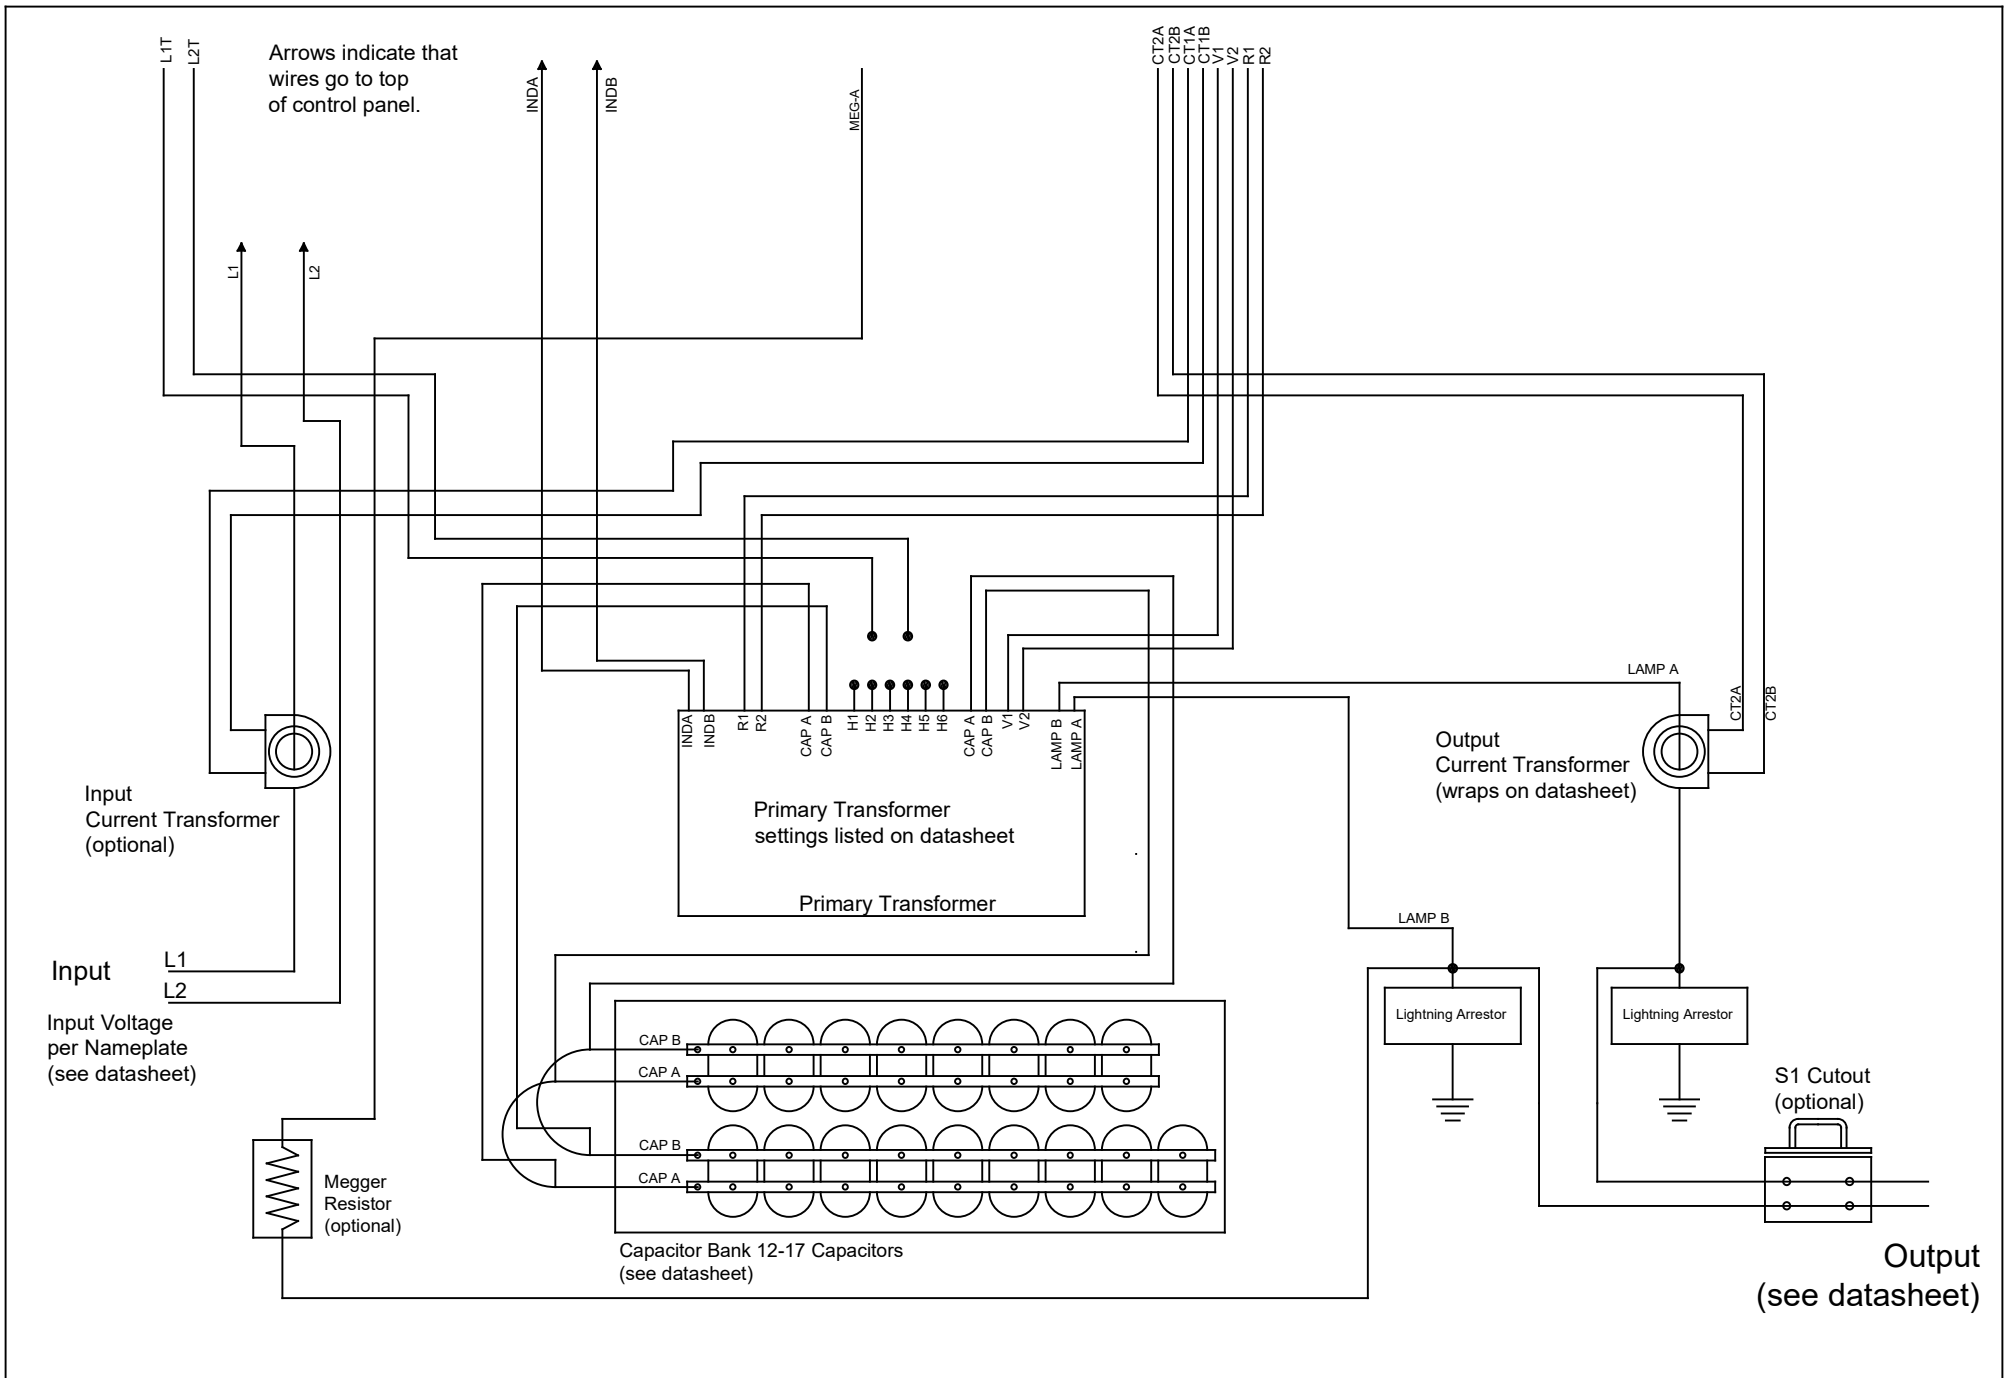 L1T
L2T
Arrows indicate that
wires go to top
of control panel.
INDA
INDB
MEG-A
CT2A
CT2B
CT1A
CT1B
V1
V2
R1
R2
L1
L2
LAMP A
CT2A
CT2B
INDA
INDB
R1
R2
CAP A
CAP B
H1
H2
H3
H4
H5
H6
CAP A
CAP B
V1
V2
LAMP B
LAMP A
Output
Current Transformer
(wraps on datasheet)
Input
Current Transformer
(optional)
Primary Transformer
settings listed on datasheet
Primary Transformer
LAMP B
Input
L1
L2
Input Voltage
per Nameplate
(see datasheet)
Lightning Arrestor
Lightning Arrestor
CAP B
CAP A
CAP B
CAP A
S1 Cutout
(optional)
Megger
Resistor
(optional)
Capacitor Bank 12-17 Capacitors
(see datasheet)
Output
(see datasheet)